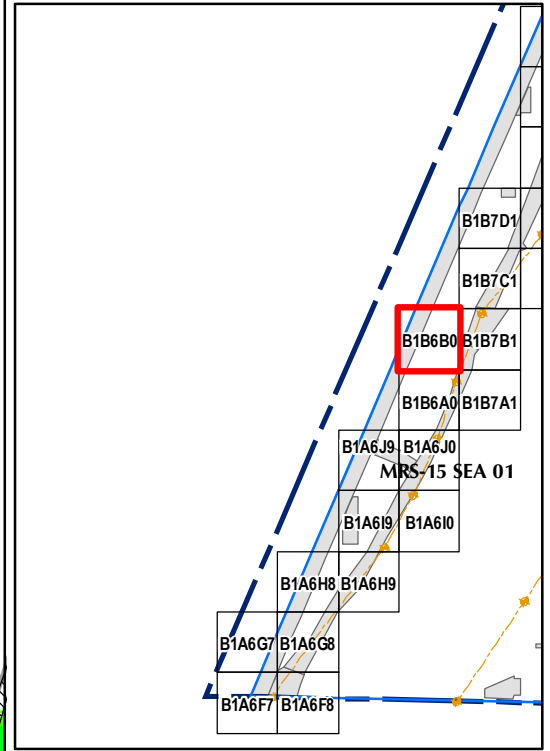 B1B7D1
B1B7C1
B1B6B0 B1B7B1
B1B6A0 B1B7A1
B1A6J9 B1A6J0
MRS-15 SEA 01
B1A6I9 B1A6I0
B1A6H8 B1A6H9
B1A6G7 B1A6G8
B1A6F7 B1A6F8